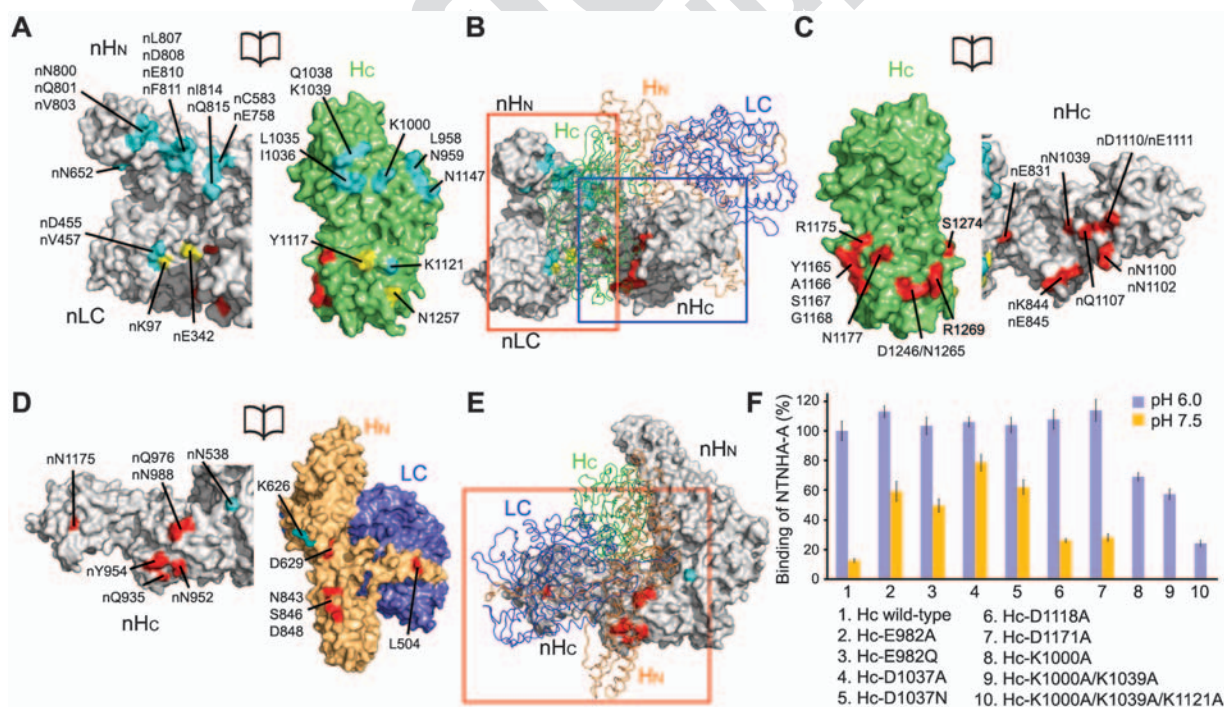 A
nHN
nL807
nD808
nE810
nF811
nN800
nQ801
nV803
nI814
nQ815
nC583
nE758
nN652
nD455
nV457
nLC
nK97
nE342
HC
Q1038
K1039
K1000
L1035
I1036
L958
N959
N1147
Y1117
K1121
N1257
B
nHN
HN
LC
HC
nHC
nLC
C
HC
R1175
S1274
Y1165
A1166
S1167
G1168
N1177
R1269
D1246/N1265
nHC
nD1110/nE1111
nN1039
nE831
nN1100
nN1102
nQ1107
nK844
nE845
D
nN1175
nQ976
nN988
nN538
nY954
nQ935
nN952
nHC
HN
LC
K626
D629
N843
S846
D848
L504
E
nHN
HC
LC
nHC
HN
F
Binding of NTNHA-A (%)
120
100
80
60
40
20
0
pH 6.0
pH 7.5
1 2 3 4 5 6 7 8 9 10
1. Hc wild-type
2. Hc-E982A
3. Hc-E982Q
4. Hc-D1037A
5. Hc-D1037N
6. Hc-D1118A
7. Hc-D1171A
8. Hc-K1000A
9. Hc-K1000A/K1039A
10. Hc-K1000A/K1039A/K1121A